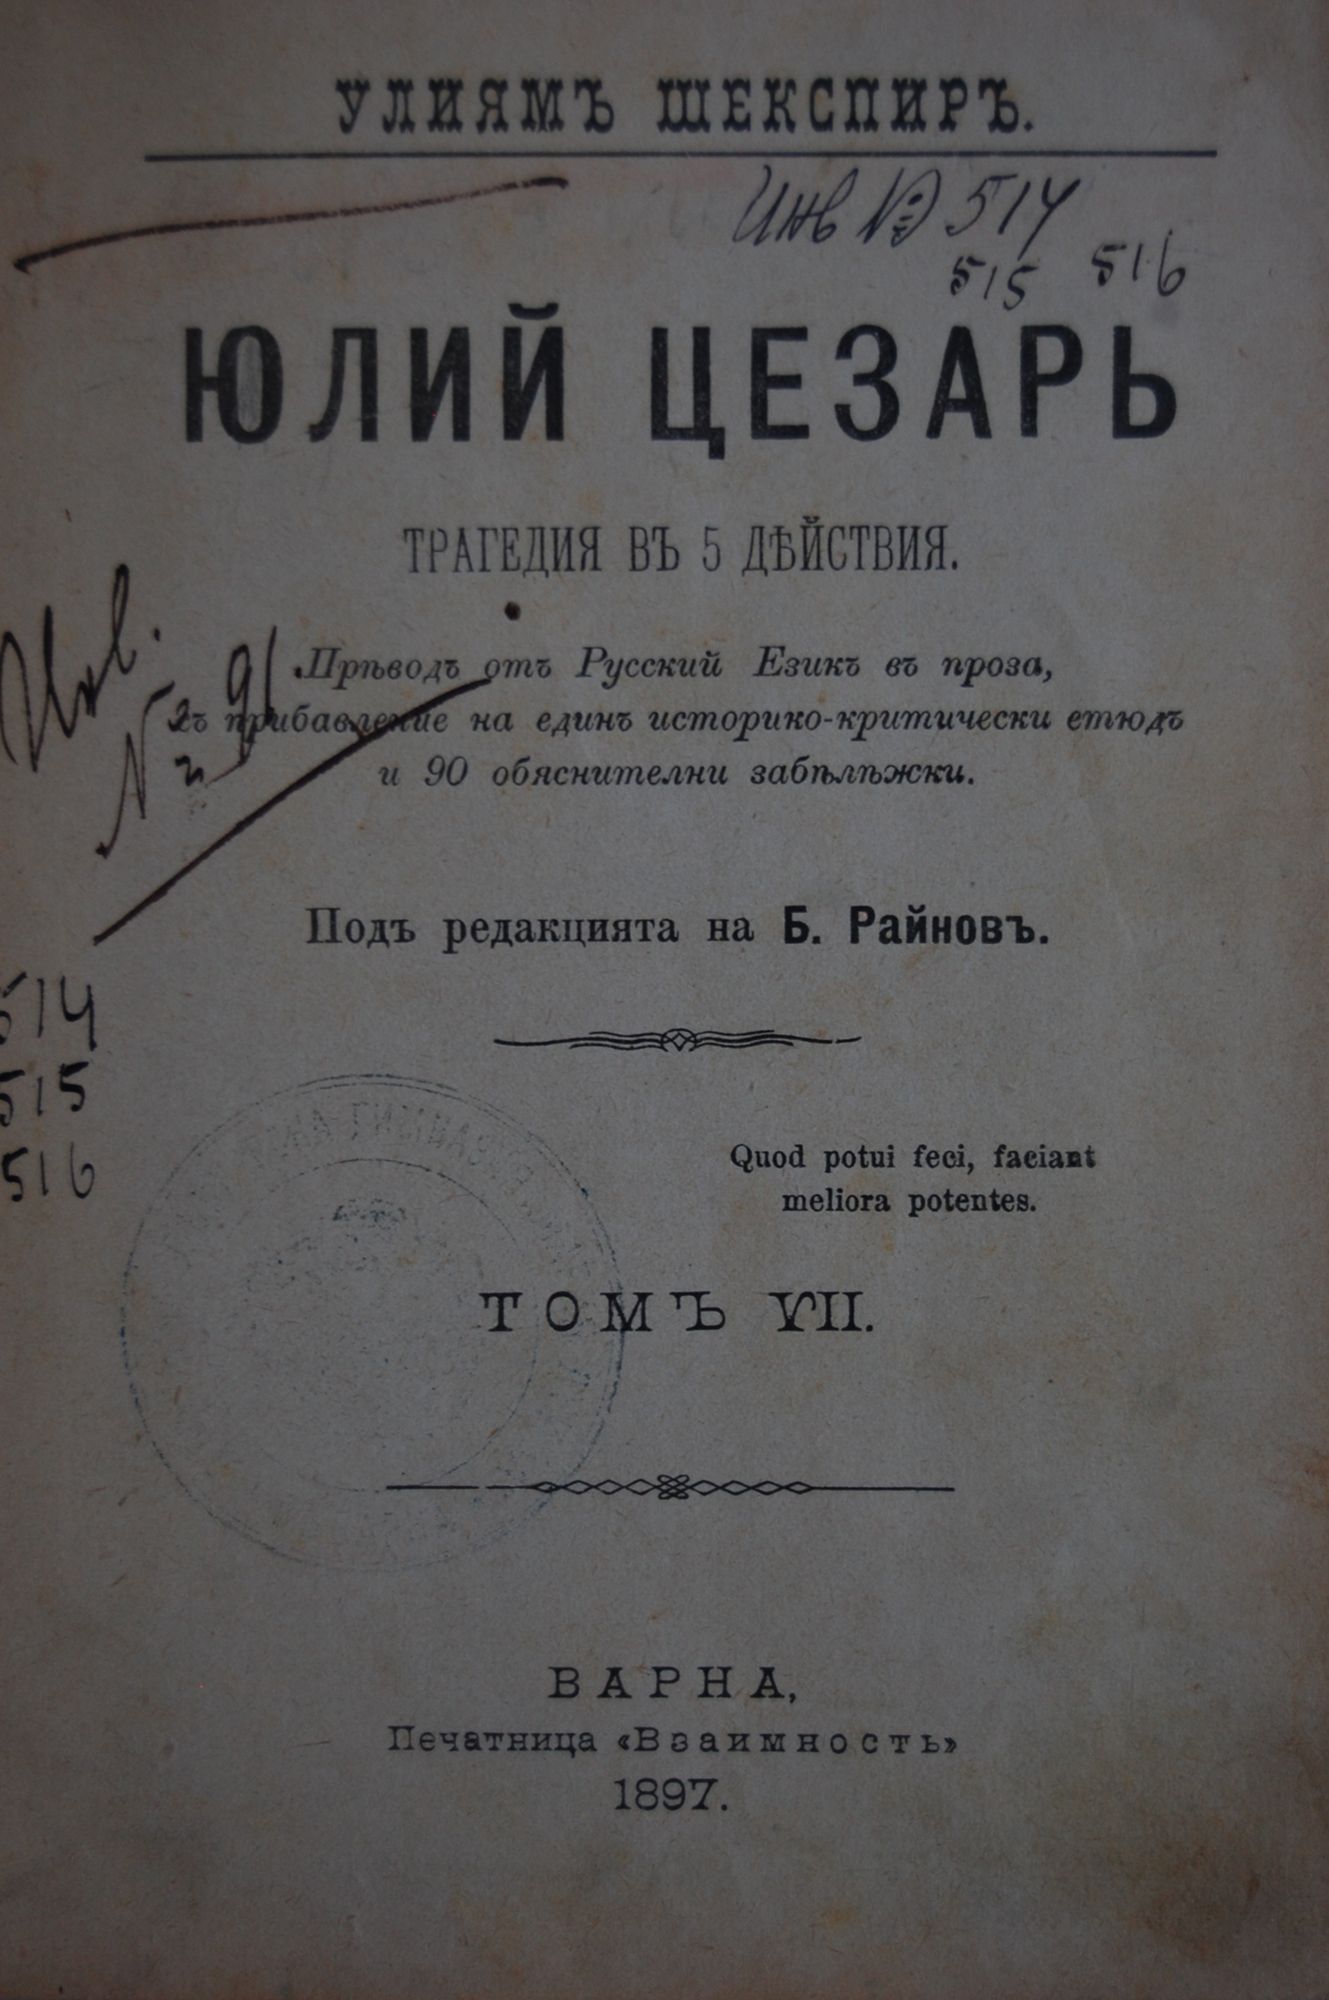 УЛИЯМЪ ШЕКСПИРЪ.
Инв № 514
515 516
ЮЛИЙ ЦЕЗАРЬ
ТРАГЕДИЯ ВЪ 5 ДѢЙСТВИЯ.
Прѣводъ отъ Русский Езикъ въ проза,
съ прибавление на единъ историко-критически етюдъ
и 90 обяснителни забѣлѣжки.
Инв.
№ 91
Подъ редакцията на Б. Райновъ.
514
515
516
Quod potui feci, faciant
meliora potentes.
ТОМЪ VII.
ВАРНА,
Печатница «Взаимность»
1897.